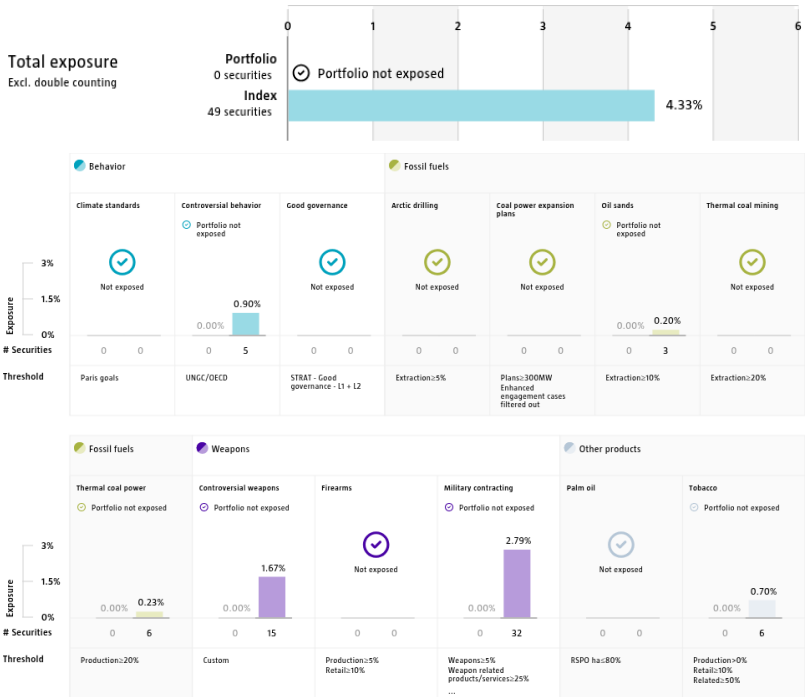 0 1 2 3 4 5 6
Total exposure
Excl. double counting
Portfolio
0 securities
Portfolio not exposed
Index
49 securities
4.33%
Behavior
Fossil fuels
Climate standards
Controversial behavior
Good governance
Arctic drilling
Coal power expansion
plans
Oil sands
Thermal coal mining
Portfolio not
exposed
Portfolio not
exposed
Not exposed
Not exposed
Not exposed
Not exposed
Not exposed
Exposure
3%
1.5%
0%
0.00% 0.90%
0.00% 0.20%
# Securities
0 0 0 5 0 0 0 0 0 0 0 3 0 0
Threshold
Paris goals
UNGC/OECD
STRAT - Good
governance - L1 + L2
Extraction≥5%
Plans≥300MW
Enhanced
engagement cases
filtered out
Extraction≥10%
Extraction≥20%
Fossil fuels
Weapons
Other products
Thermal coal power
Controversial weapons
Firearms
Military contracting
Palm oil
Tobacco
Portfolio not exposed
Portfolio not exposed
Portfolio not exposed
Portfolio not exposed
Not exposed
Not exposed
Exposure
3%
1.5%
0%
0.00% 0.23%
0.00% 1.67%
0.00% 2.79%
0.00% 0.70%
# Securities
0 6 0 15 0 0 0 32 0 0 0 6
Threshold
Production≥20%
Custom
Production≥5%
Retail≥10%
Weapons≥5%
Weapon related
products/services≥25%
...
RSPO ha≤80%
Production>0%
Retail≥10%
Related≥50%